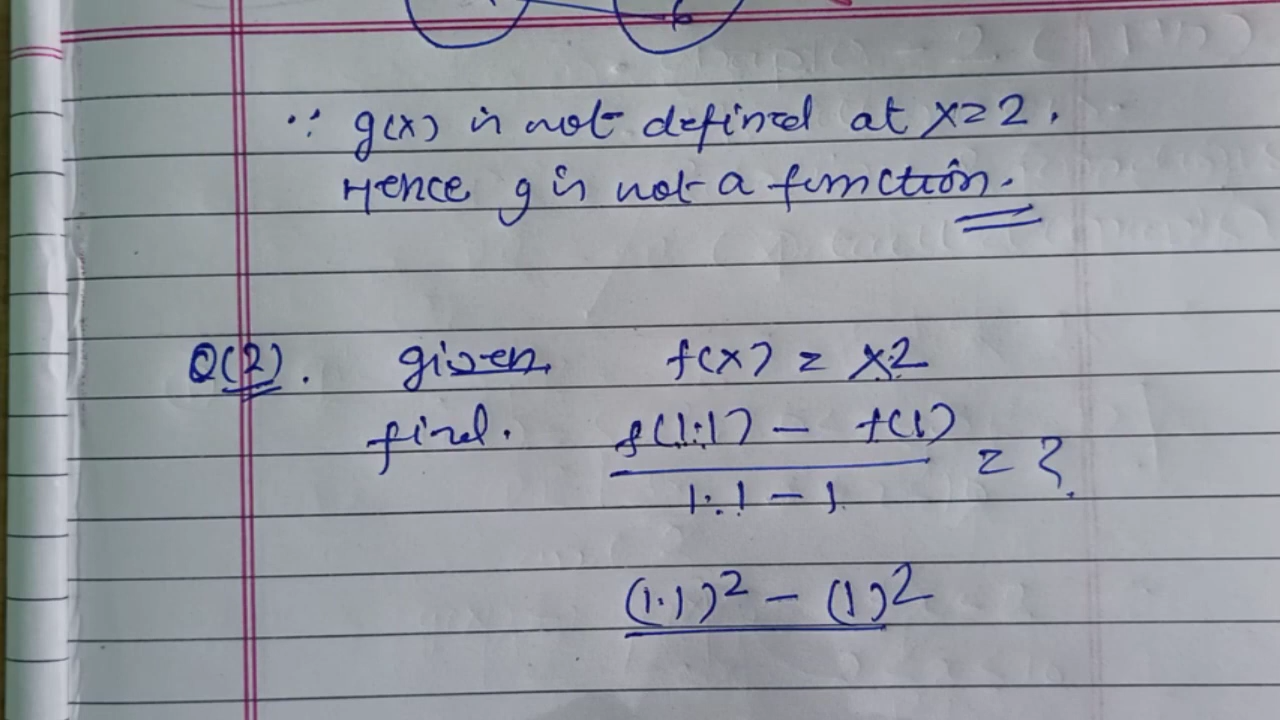 ∵ g(x) is not defined at x=2.
Hence g is not a function.
Q(2). given f(x) = x2
find. f(1.1) - f(1) = ?
1.1 - 1
(1.1)² - (1)²